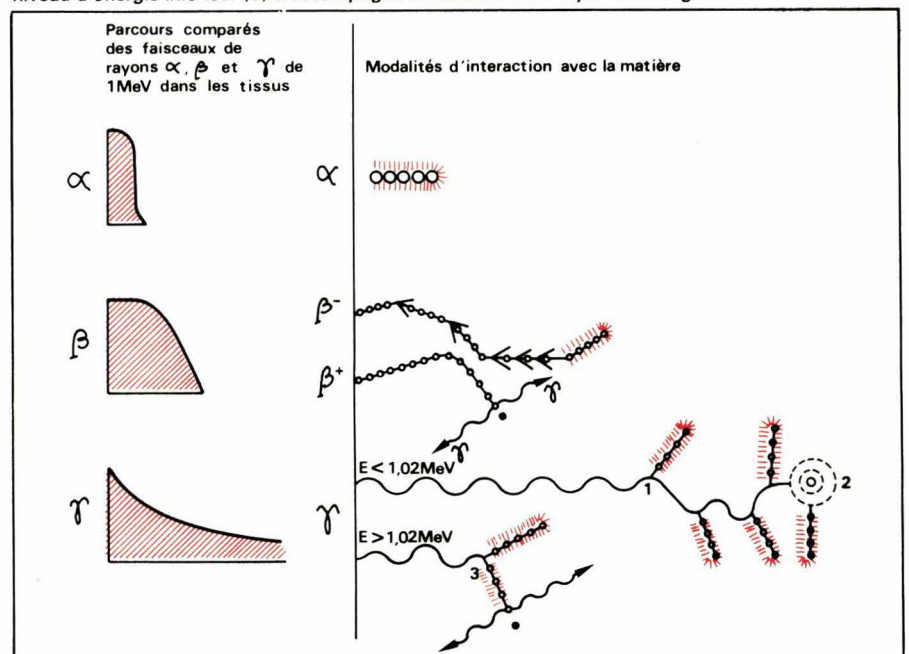 Parcours comparés
des faisceaux de
rayons α, β et γ de
1MeV dans les tissus
Modalités d'interaction avec la matière
α
α
β
β⁻
β⁺
γ
γ
γ
γ
E < 1,02MeV
1
2
E > 1,02MeV
3